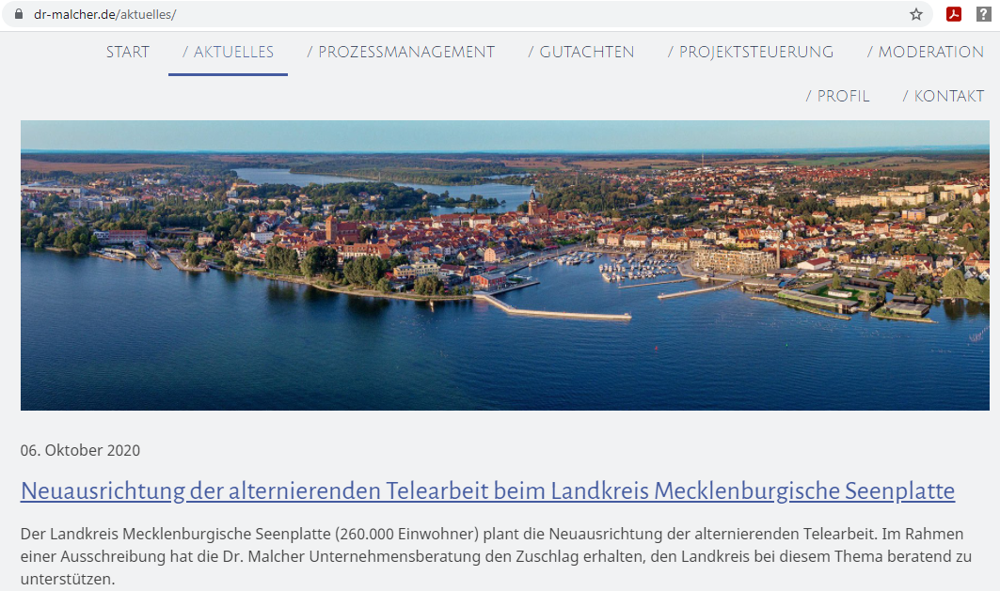 dr-malcher.de/aktuelles/
START / AKTUELLES / PROZESSMANAGEMENT / GUTACHTEN / PROJEKTSTEUERUNG / MODERATION
/ PROFIL / KONTAKT
06. Oktober 2020
Neuausrichtung der alternierenden Telearbeit beim Landkreis Mecklenburgische Seenplatte
Der Landkreis Mecklenburgische Seenplatte (260.000 Einwohner) plant die Neuausrichtung der alternierenden Telearbeit. Im Rahmen
einer Ausschreibung hat die Dr. Malcher Unternehmensberatung den Zuschlag erhalten, den Landkreis bei diesem Thema beratend zu
unterstützen.